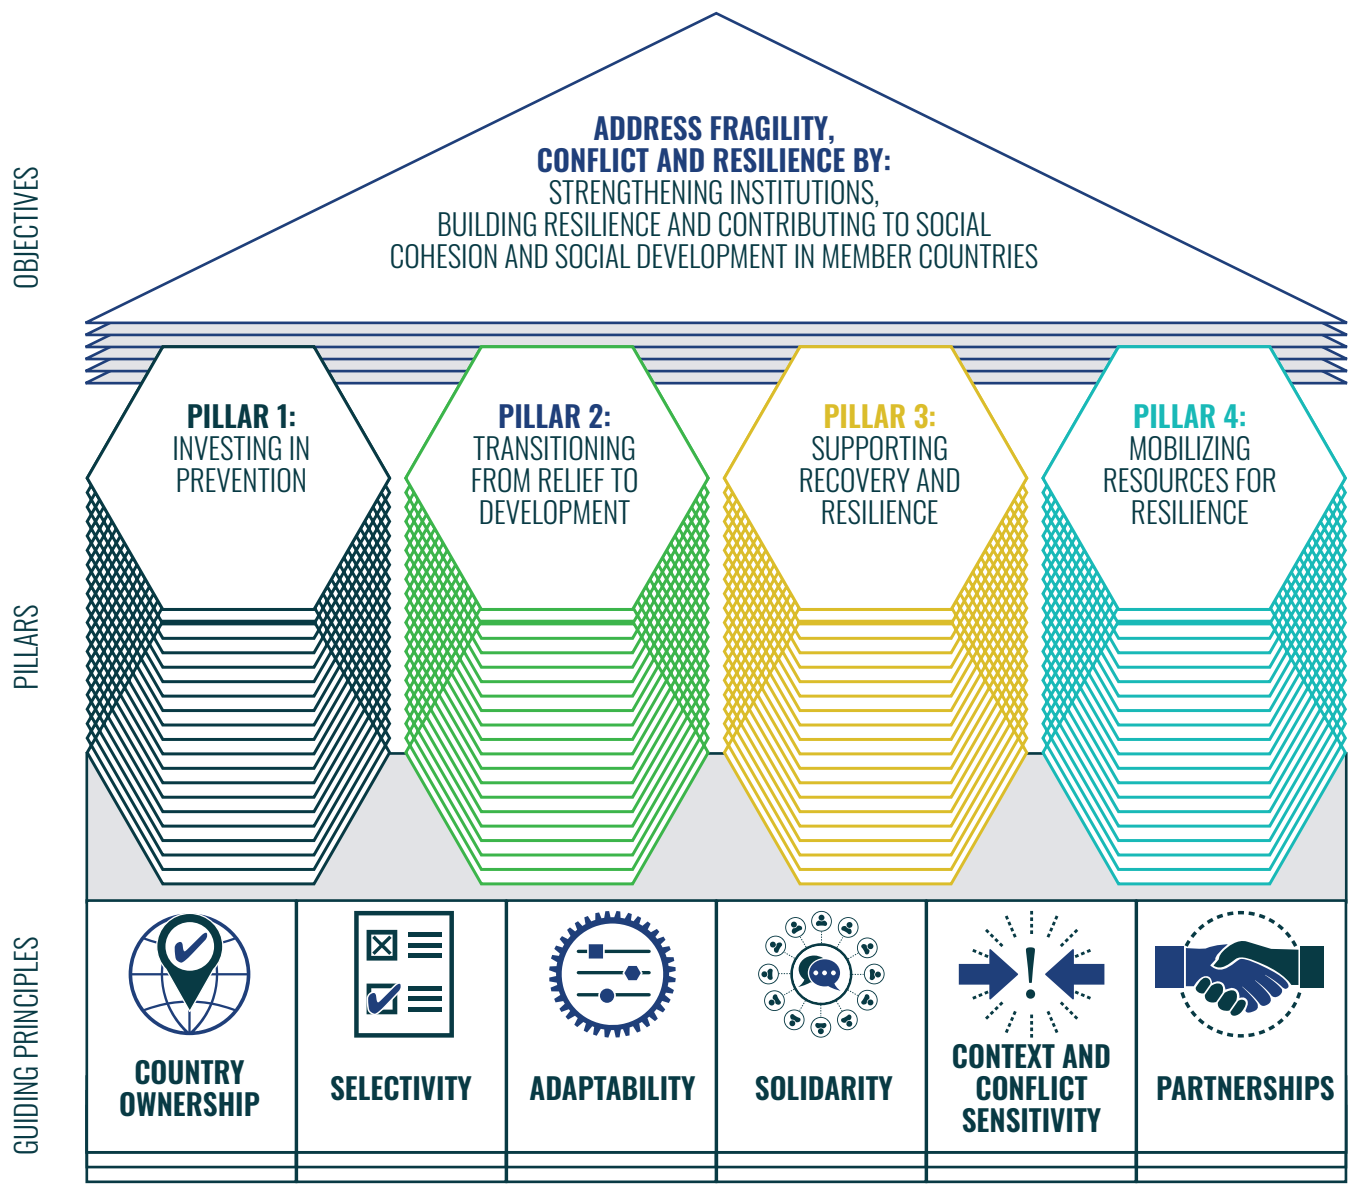 OBJECTIVES
ADDRESS FRAGILITY,
CONFLICT AND RESILIENCE BY:
STRENGTHENING INSTITUTIONS,
BUILDING RESILIENCE AND CONTRIBUTING TO SOCIAL
COHESION AND SOCIAL DEVELOPMENT IN MEMBER COUNTRIES
PILLARS
PILLAR 1:
INVESTING IN
PREVENTION
PILLAR 2:
TRANSITIONING
FROM RELIEF TO
DEVELOPMENT
PILLAR 3:
SUPPORTING
RECOVERY AND
RESILIENCE
PILLAR 4:
MOBILIZING
RESOURCES FOR
RESILIENCE
GUIDING PRINCIPLES
COUNTRY
OWNERSHIP
SELECTIVITY
ADAPTABILITY
SOLIDARITY
CONTEXT AND
CONFLICT
SENSITIVITY
PARTNERSHIPS